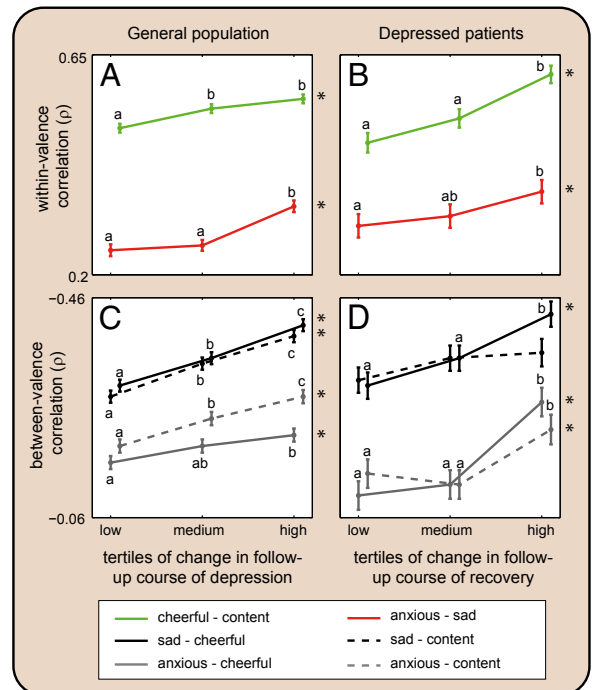 General population
Depressed patients
within-valence
correlation (ρ)
0.65
0.2
A
a
b
b
*
a
a
b
*
B
a
a
b
*
a
ab
b
*
between-valence
correlation (ρ)
−0.46
−0.06
C
a
b
c
*
*
a
b
c
a
b
c
*
a
ab
b
*
D
a
a
b
*
a
a
a
a
b
b
*
*
low
medium
high
low
medium
high
tertiles of change in follow-
up course of depression
tertiles of change in follow-
up course of recovery
cheerful - content
anxious - sad
sad - cheerful
sad - content
anxious - cheerful
anxious - content